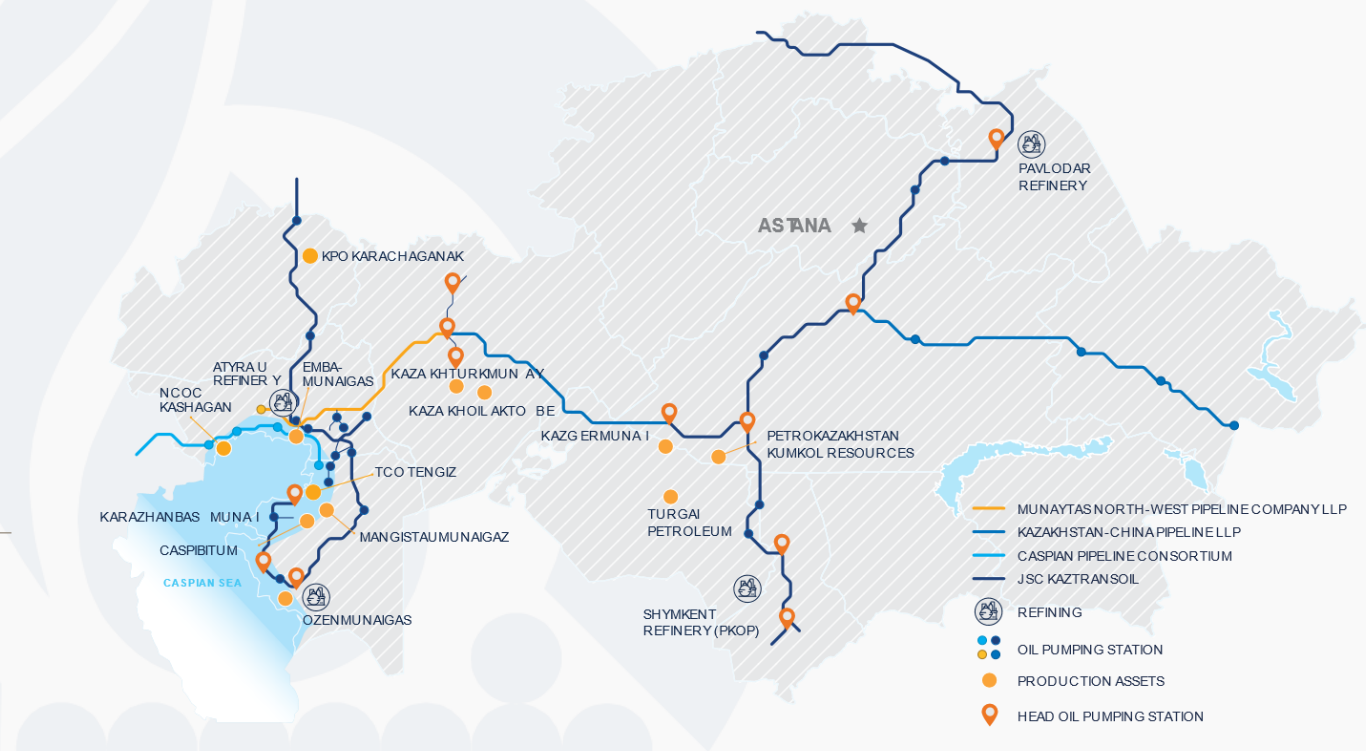 ASTANA
PAVLODAR
REFINERY
KPO KARACHAGANAK
ATYRA U
REFINER Y
EMBA-
MUNAIGAS
NCOC
KASHAGAN
KAZA KHTURKMUN AY
KAZA KHOIL AKTO BE
KAZG ERMUNA I
PETROKAZAKHSTAN
KUMKOL RESOURCES
TCO TENGIZ
KARAZHANBAS MUNA I
MANGISTAUMUNAIGAZ
CASPIBITUM
CASPIAN SEA
OZENMUNAIGAS
TURGAI
PETROLEUM
SHYMKENT
REFINERY (PKOP)
MUNAYTAS NORTH-WEST PIPELINE COMPANY LLP
KAZAKHSTAN-CHINA PIPELINE LLP
CASPIAN PIPELINE CONSORTIUM
JSC KAZTRANSOIL
REFINING
OIL PUMPING STATION
PRODUCTION ASSETS
HEAD OIL PUMPING STATION